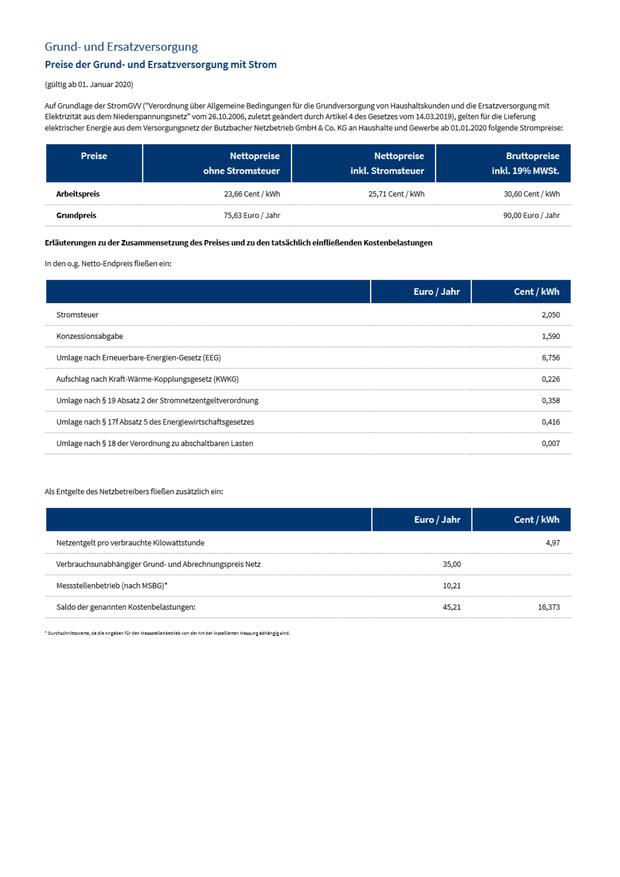 Grund- und Ersatzversorgung
Preise der Grund- und Ersatzversorgung mit Strom
(gültig ab 01. Januar 2020)
Auf Grundlage der StromGVV ("Verordnung über Allgemeine Bedingungen für die Grundversorgung von Haushaltskunden und die Ersatzversorgung mit
Elektrizität aus dem Niederspannungsnetz" vom 26.10.2006, zuletzt geändert durch Artikel 4 des Gesetzes vom 14.03.2019), gelten für die Lieferung
elektrischer Energie aus dem Versorgungsnetz der Butzbacher Netzbetrieb GmbH & Co. KG an Haushalte und Gewerbe ab 01.01.2020 folgende Strompreise:
Preise Nettopreise Nettopreise Bruttopreise
ohne Stromsteuer inkl. Stromsteuer inkl. 19% MWSt.
Arbeitspreis 23,66 Cent / kWh 25,71 Cent / kWh 30,60 Cent / kWh
Grundpreis 75,63 Euro / Jahr 90,00 Euro / Jahr
Erläuterungen zu der Zusammensetzung des Preises und zu den tatsächlich einfließenden Kostenbelastungen
In den o.g. Netto-Endpreis fließen ein:
Euro / Jahr Cent / kWh
Stromsteuer 2,050
Konzessionsabgabe 1,590
Umlage nach Erneuerbare-Energien-Gesetz (EEG) 6,756
Aufschlag nach Kraft-Wärme-Kopplungsgesetz (KWKG) 0,226
Umlage nach § 19 Absatz 2 der Stromnetzentgeltverordnung 0,358
Umlage nach § 17f Absatz 5 des Energiewirtschaftsgesetzes 0,416
Umlage nach § 18 der Verordnung zu abschaltbaren Lasten 0,007
Als Entgelte des Netzbetreibers fließen zusätzlich ein:
Euro / Jahr Cent / kWh
Netzentgelt pro verbrauchte Kilowattstunde 4,97
Verbrauchsunabhängiger Grund- und Abrechnungspreis Netz 35,00
Messstellenbetrieb (nach MSBG)* 10,21
Saldo der genannten Kostenbelastungen: 45,21 16,373
* Durchschnittswerte, da die Angaben für den Messstellenbetrieb von der Art der installierten Messung abhängig sind.